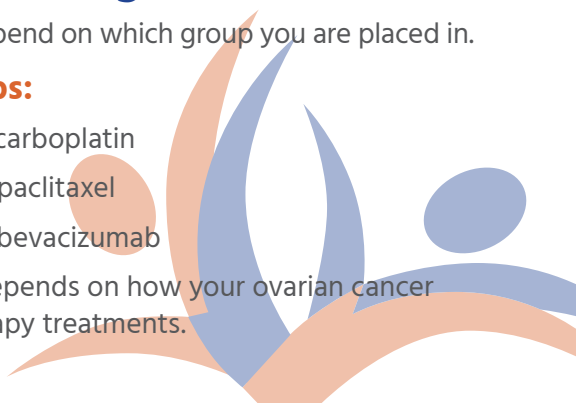 pend on which group you are placed in.
ps:
carboplatin
paclitaxel
bevacizumab
epends on how your ovarian cancer
apy treatments.